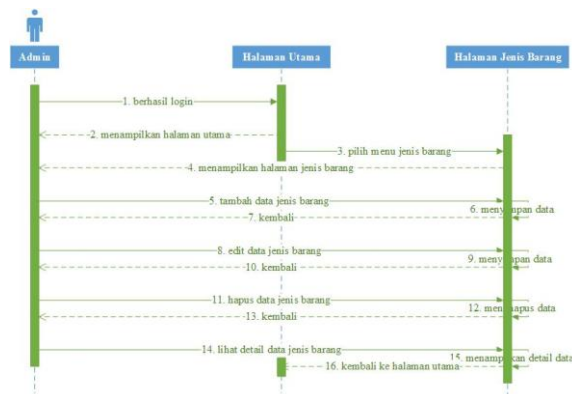 Admin
Halaman Utama
Halaman Jenis Barang
1. berhasil login
2. menampilkan halaman utama
3. pilih menu jenis barang
4. menampilkan halaman jenis barang
5. tambah data jenis barang
6. menyimpan data
7. kembali
8. edit data jenis barang
9. menyimpan data
10. kembali
11. hapus data jenis barang
12. menghapus data
13. kembali
14. lihat detail data jenis barang
15. menampilkan detail data
16. kembali ke halaman utama